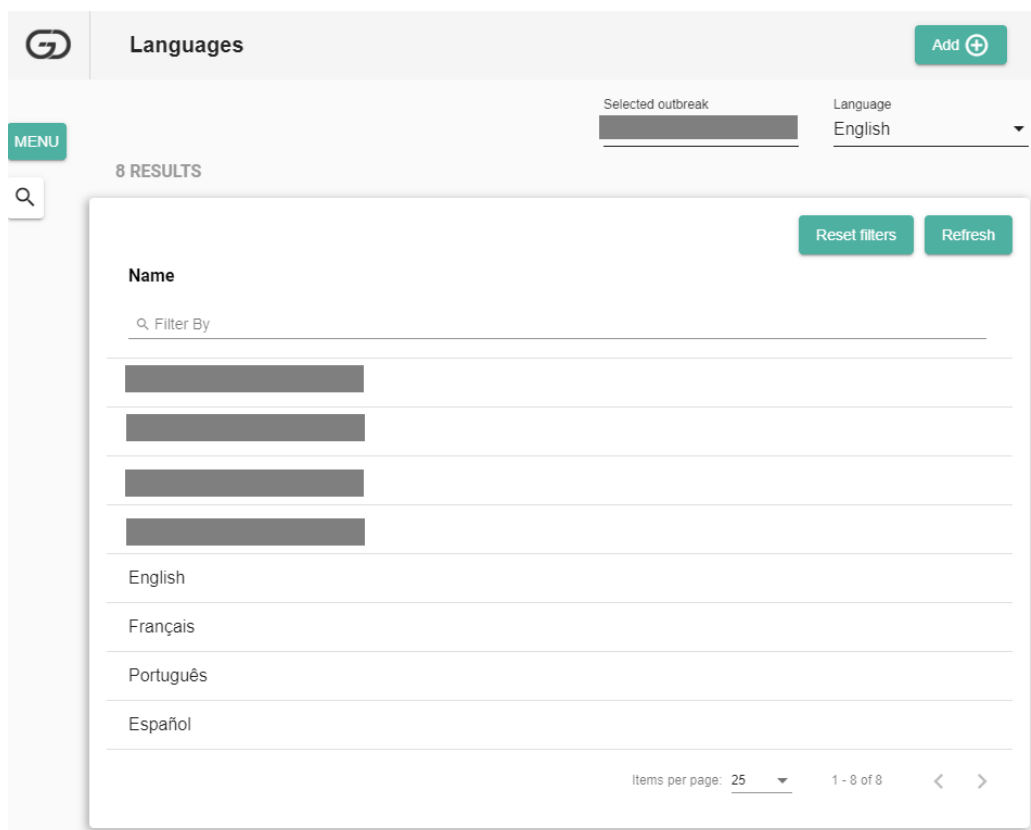 Languages
Add
Selected outbreak
Language
English
MENU
8 RESULTS
Reset filters
Refresh
Name
Filter By
English
Français
Português
Español
Items per page: 25
1 - 8 of 8